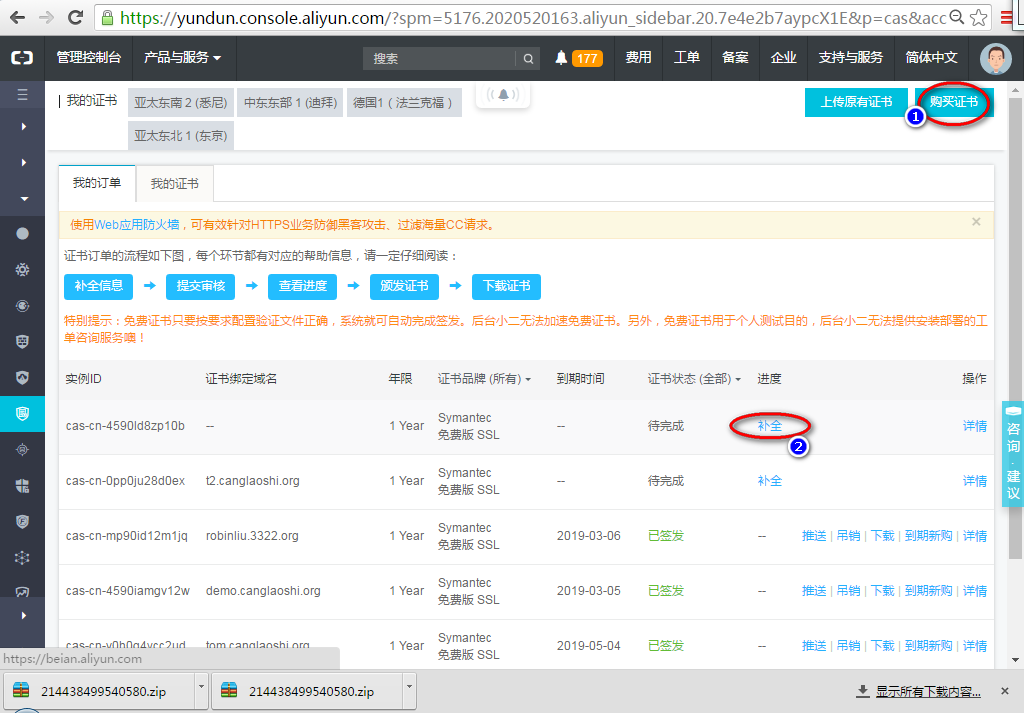 https://yundun.console.aliyun.com/?spm=5176.2020520163.aliyun_sidebar.20.7e4e2b7aypcX1E&p=cas&acc
管理控制台 产品与服务 搜索 177 费用 工单 备案 企业 支持与服务 简体中文
我的证书 亚太东南 2 (悉尼) 中东东部 1 (迪拜) 德国1（法兰克福） 上传原有证书 1 购买证书
亚太东北 1 (东京)
我的订单 我的证书
使用Web应用防火墙，可有效针对HTTPS业务防御黑客攻击、过滤海量CC请求。 ×
证书订单的流程如下图，每个环节都有对应的帮助信息，请一定仔细阅读：
补全信息 提交审核 查看进度 颁发证书 下载证书
特别提示：免费证书只要按要求配置验证文件正确，系统就可自动完成签发。后台小二无法加速免费证书。另外，免费证书用于个人测试目的，后台小二无法提供安装部署的工
单咨询服务噢！
实例ID 证书绑定域名 年限 证书品牌 (所有) 到期时间 证书状态 (全部) 进度 操作
cas-cn-4590ld8zp10b -- 1 Year Symantec 免费版 SSL -- 待完成 补全 2 详情
cas-cn-0pp0ju28d0ex t2.canglaoshi.org 1 Year Symantec 免费版 SSL -- 待完成 补全 详情
cas-cn-mp90id12m1jq robinliu.3322.org 1 Year Symantec 免费版 SSL 2019-03-06 已签发 -- 推送 | 吊销 | 下载 | 到期新购 | 详情
cas-cn-4590iamgv12w demo.canglaoshi.org 1 Year Symantec 免费版 SSL 2019-03-05 已签发 -- 推送 | 吊销 | 下载 | 到期新购 | 详情
cas-cn-v0h0g4ycc2ud tom.canglaoshi.org 1 Year Symantec 免费版 SSL 2019-05-04 已签发 -- 推送 | 吊销 | 下载 | 到期新购 | 详情
咨询·建议
https://beian.aliyun.com
214438499540580.zip 214438499540580.zip 显示所有下载内容... ×